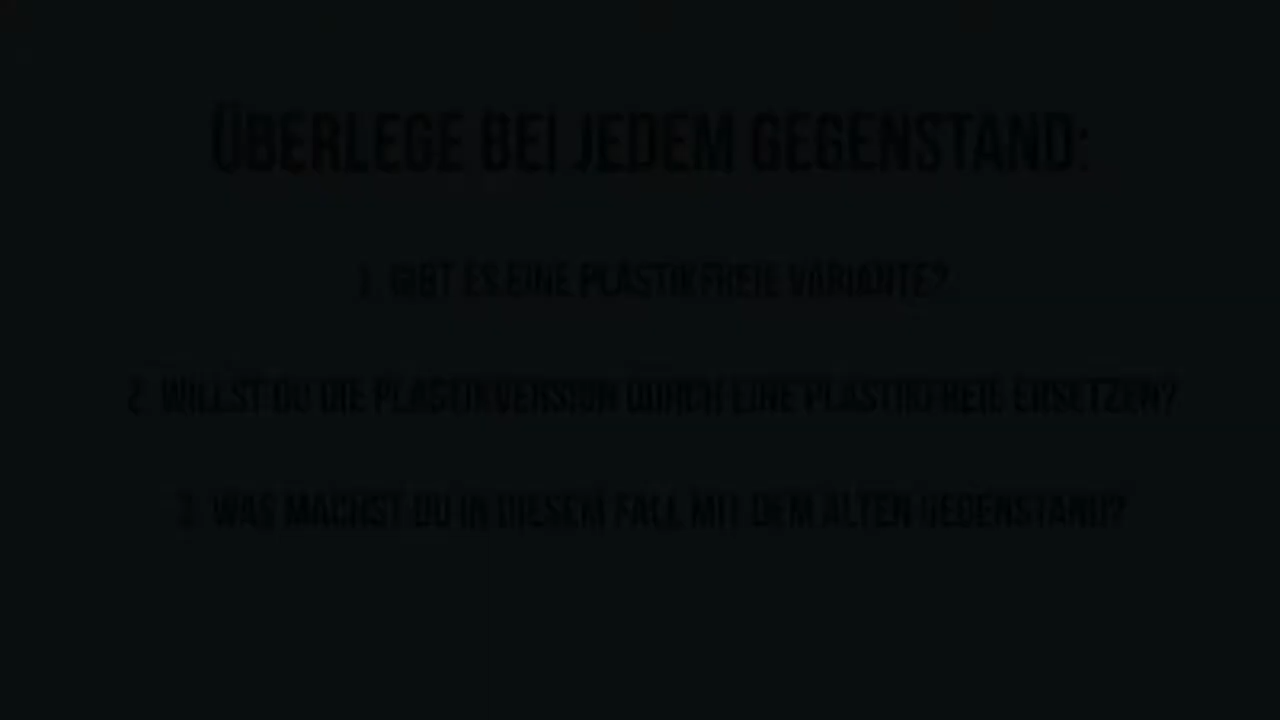 ÜBERLEGE BEI JEDEM GEGENSTAND:
1. GIBT ES EINE PLASTIKFREIE VARIANTE?
2. WILLST DU DIE PLASTIKVERSION DURCH EINE PLASTIKFREIE ERSETZEN?
3. WAS MACHST DU IN DIESEM FALL MIT DEM ALTEN GEGENSTAND?